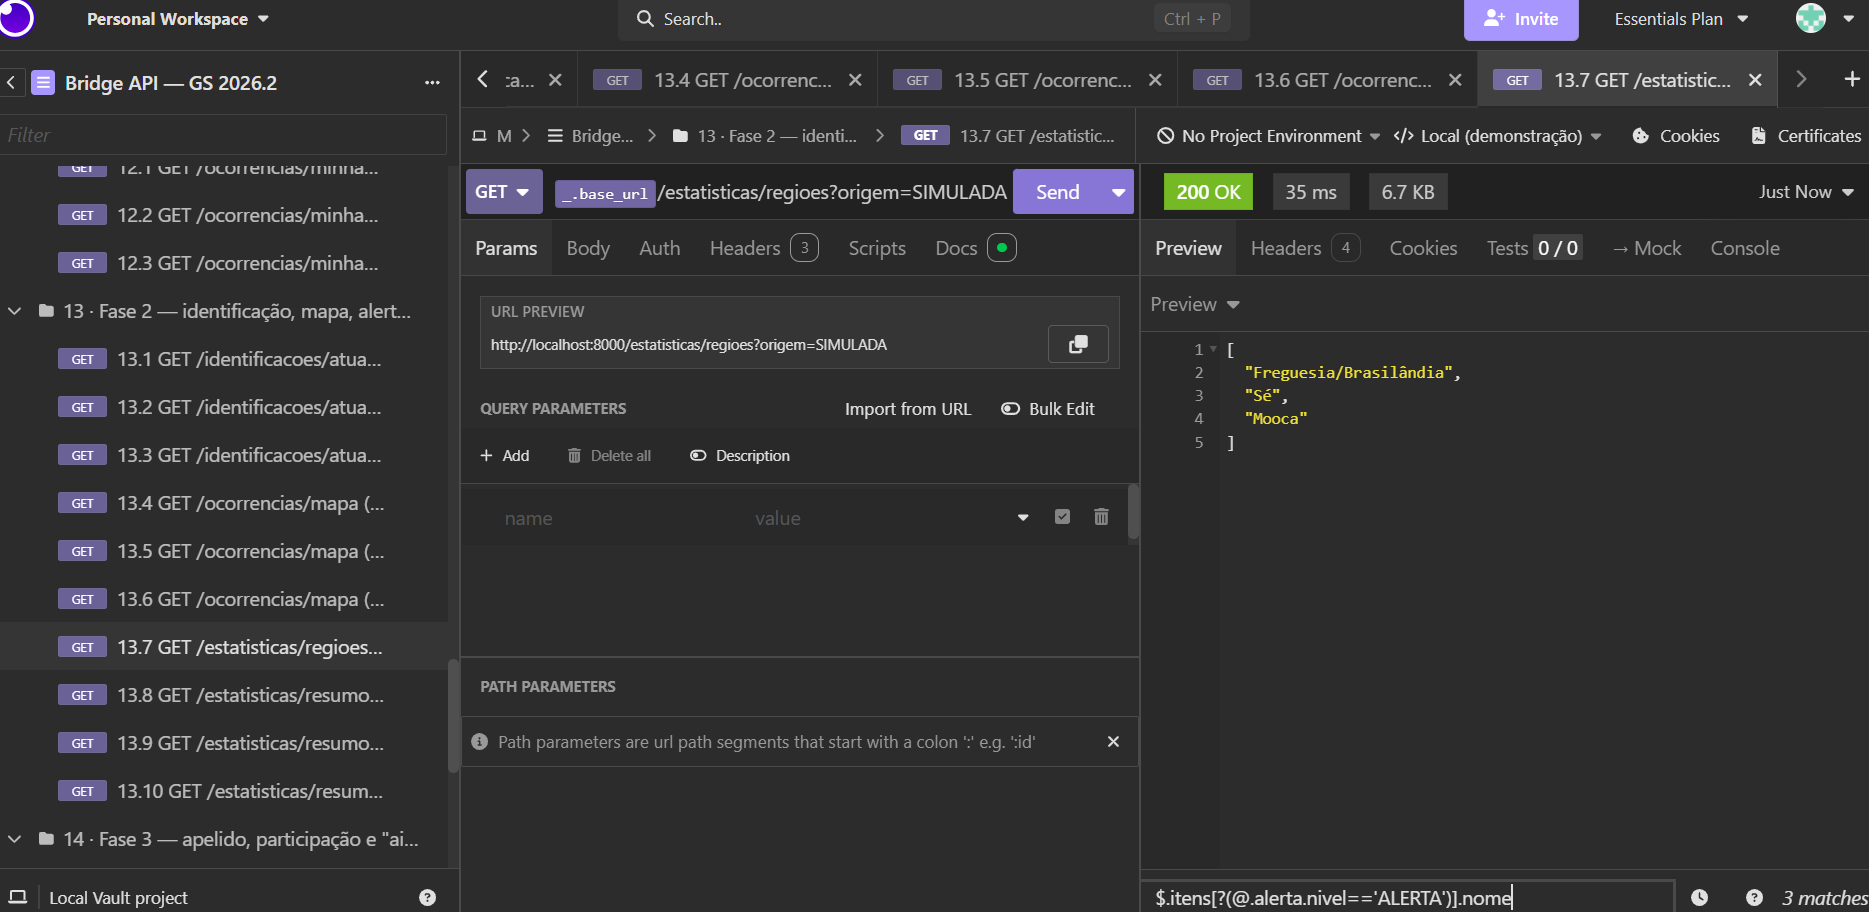 Personal Workspace
Search..
Ctrl + P
Invite
Essentials Plan
Bridge API — GS 2026.2
Filter
12.1 GET /ocorrencias/minha...
GET 12.2 GET /ocorrencias/minha...
GET 12.3 GET /ocorrencias/minha...
13 · Fase 2 — identificação, mapa, alert...
GET 13.1 GET /identificacoes/atua...
GET 13.2 GET /identificacoes/atua...
GET 13.3 GET /identificacoes/atua...
GET 13.4 GET /ocorrencias/mapa (...
GET 13.5 GET /ocorrencias/mapa (...
GET 13.6 GET /ocorrencias/mapa (...
GET 13.7 GET /estatisticas/regioes...
GET 13.8 GET /estatisticas/resumo...
GET 13.9 GET /estatisticas/resumo...
GET 13.10 GET /estatisticas/resum...
14 · Fase 3 — apelido, participação e "ai...
Local Vault project
GET 13.4 GET /ocorrenc...
GET 13.5 GET /ocorrenc...
GET 13.6 GET /ocorrenc...
GET 13.7 GET /estatistic...
M > Bridge... > 13 · Fase 2 — identi... > GET 13.7 GET /estatistic...
No Project Environment
Local (demonstração)
Cookies
Certificates
GET
_.base_url/estatisticas/regioes?origem=SIMULADA
Send
Params Body Auth Headers 3 Scripts Docs
URL PREVIEW
http://localhost:8000/estatisticas/regioes?origem=SIMULADA
QUERY PARAMETERS
Import from URL
Bulk Edit
+ Add
Delete all
Description
name
value
PATH PARAMETERS
Path parameters are url path segments that start with a colon ':' e.g. ':id'
200 OK
35 ms
6.7 KB
Just Now
Preview Headers 4 Cookies Tests 0 / 0 → Mock Console
Preview
1 [
2 "Freguesia/Brasilândia",
3 "Sé",
4 "Mooca"
5 ]
$.itens[?(@.alerta.nivel=='ALERTA')].nome
3 matches